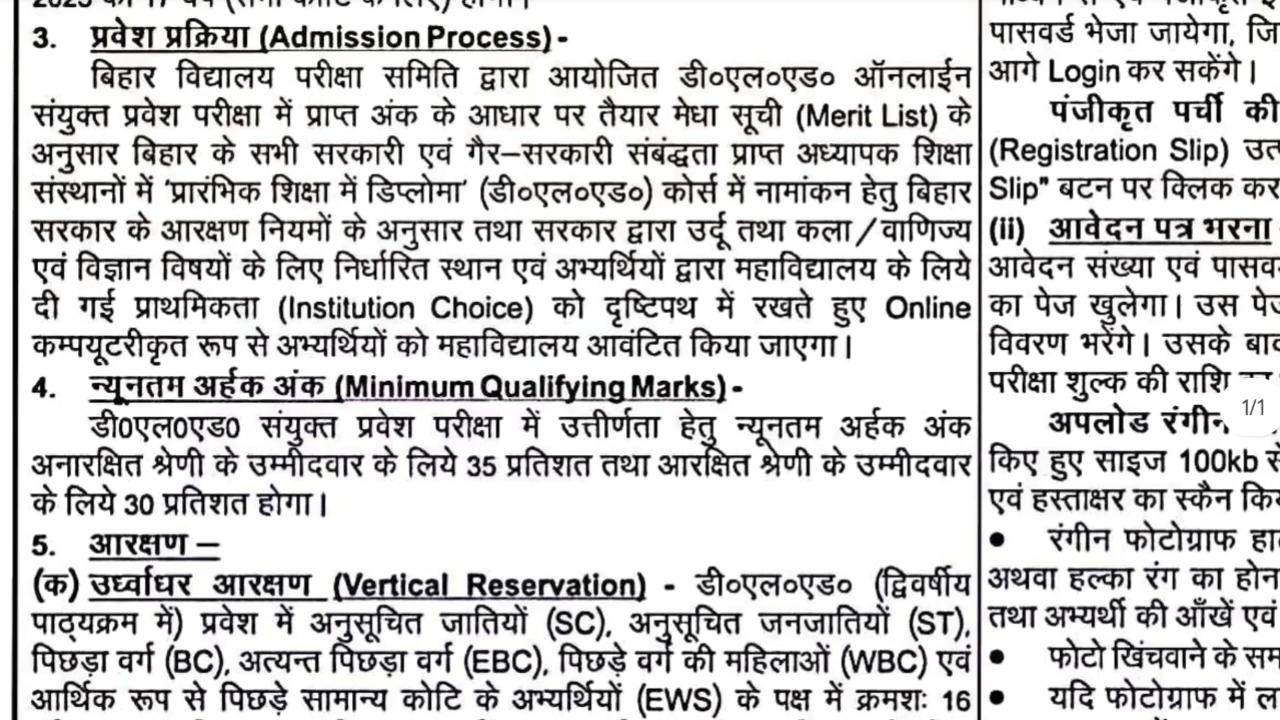 3. प्रवेश प्रक्रिया (Admission Process) -
बिहार विद्यालय परीक्षा समिति द्वारा आयोजित डी०एल०एड० ऑनलाईन
संयुक्त प्रवेश परीक्षा में प्राप्त अंक के आधार पर तैयार मेधा सूची (Merit List) के
अनुसार बिहार के सभी सरकारी एवं गैर–सरकारी संबंद्धता प्राप्त अध्यापक शिक्षा
संस्थानों में 'प्रारंभिक शिक्षा में डिप्लोमा' (डी०एल०एड०) कोर्स में नामांकन हेतु बिहार
सरकार के आरक्षण नियमों के अनुसार तथा सरकार द्वारा उर्दू तथा कला/वाणिज्य
एवं विज्ञान विषयों के लिए निर्धारित स्थान एवं अभ्यर्थियों द्वारा महाविद्यालय के लिये
दी गई प्राथमिकता (Institution Choice) को दृष्टिपथ में रखते हुए Online
कम्पयूटरीकृत रूप से अभ्यर्थियों को महाविद्यालय आवंटित किया जाएगा।
4. न्यूनतम अर्हक अंक (Minimum Qualifying Marks) -
डी0एल0एड0 संयुक्त प्रवेश परीक्षा में उत्तीर्णता हेतु न्यूनतम अर्हक अंक
अनारक्षित श्रेणी के उम्मीदवार के लिये 35 प्रतिशत तथा आरक्षित श्रेणी के उम्मीदवार
के लिये 30 प्रतिशत होगा।
5. आरक्षण –
(क) उर्ध्वाधर आरक्षण (Vertical Reservation) - डी०एल०एड० (द्विवर्षीय
पाठ्यक्रम में) प्रवेश में अनुसूचित जातियों (SC), अनुसूचित जनजातियों (ST),
पिछड़ा वर्ग (BC), अत्यन्त पिछड़ा वर्ग (EBC), पिछड़े वर्ग की महिलाओं (WBC) एवं
आर्थिक रूप से पिछड़े सामान्य कोटि के अभ्यर्थियों (EWS) के पक्ष में क्रमशः 16
पासवर्ड भेजा जायेगा,
आगे Login कर सकेंगे।
पंजीकृत पर्ची की
(Registration Slip)
Slip" बटन पर क्लिक कर
(ii) आवेदन पत्र भरना
आवेदन संख्या एवं
का पेज खुलेगा। उस
विवरण भरेंगे। उसके
परीक्षा शुल्क की राशि
1/1
अपलोड
किए हुए साइज 100kb
एवं हस्ताक्षर का स्कैन
• रंगीन फोटोग्राफ
अथवा हल्का रंग का
तथा अभ्यर्थी की आँखें एवं
• फोटो खिंचवाने के
• यदि फोटोग्राफ में